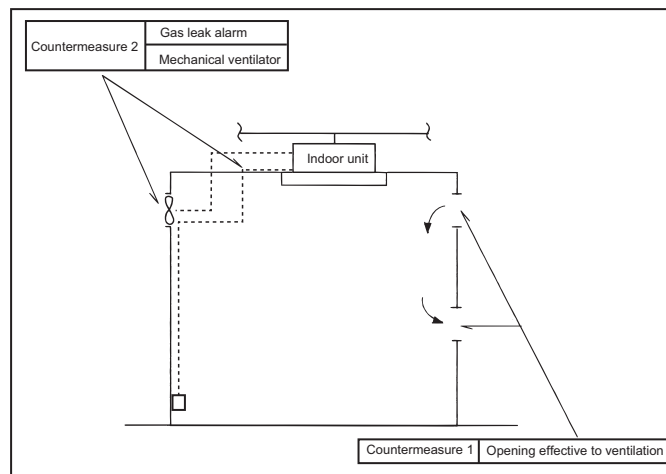 Countermeasure 2
Gas leak alarm
Mechanical ventilator
Indoor unit
Countermeasure 1
Opening effective to ventilation